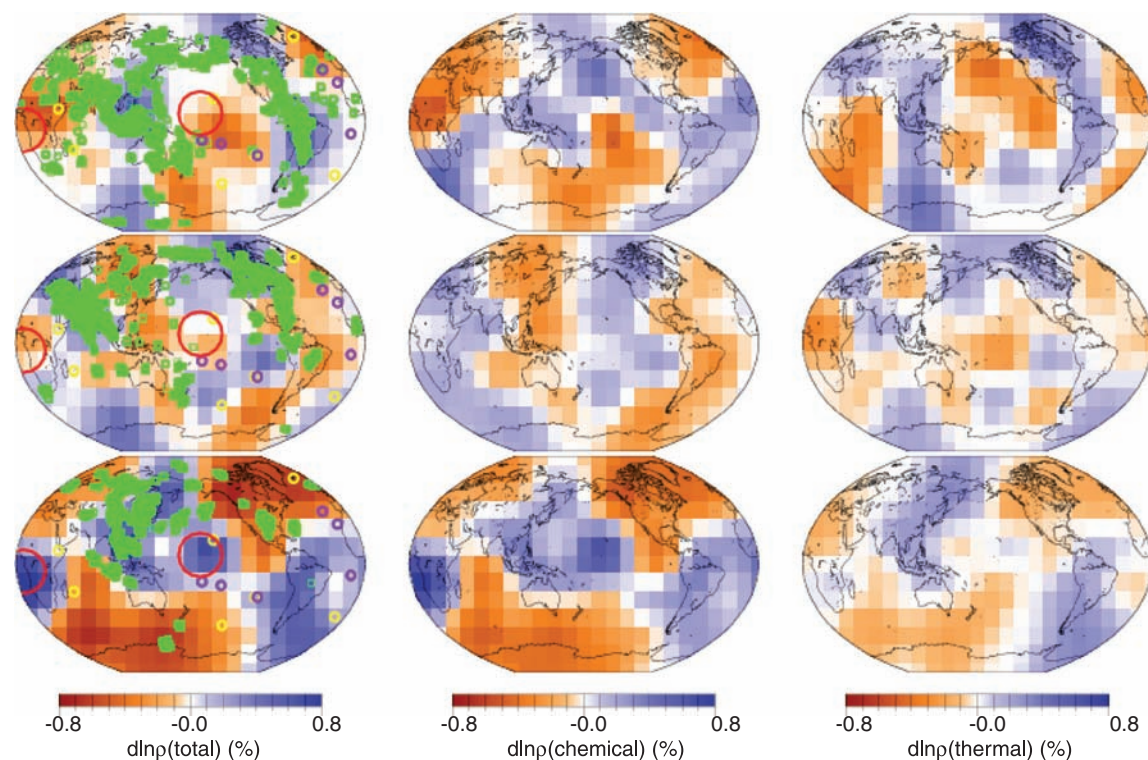 -0.8 -0.0 0.8 -0.8 -0.0 0.8 -0.8 -0.0 0.8
dlnρ(total) (%) dlnρ(chemical) (%) dlnρ(thermal) (%)